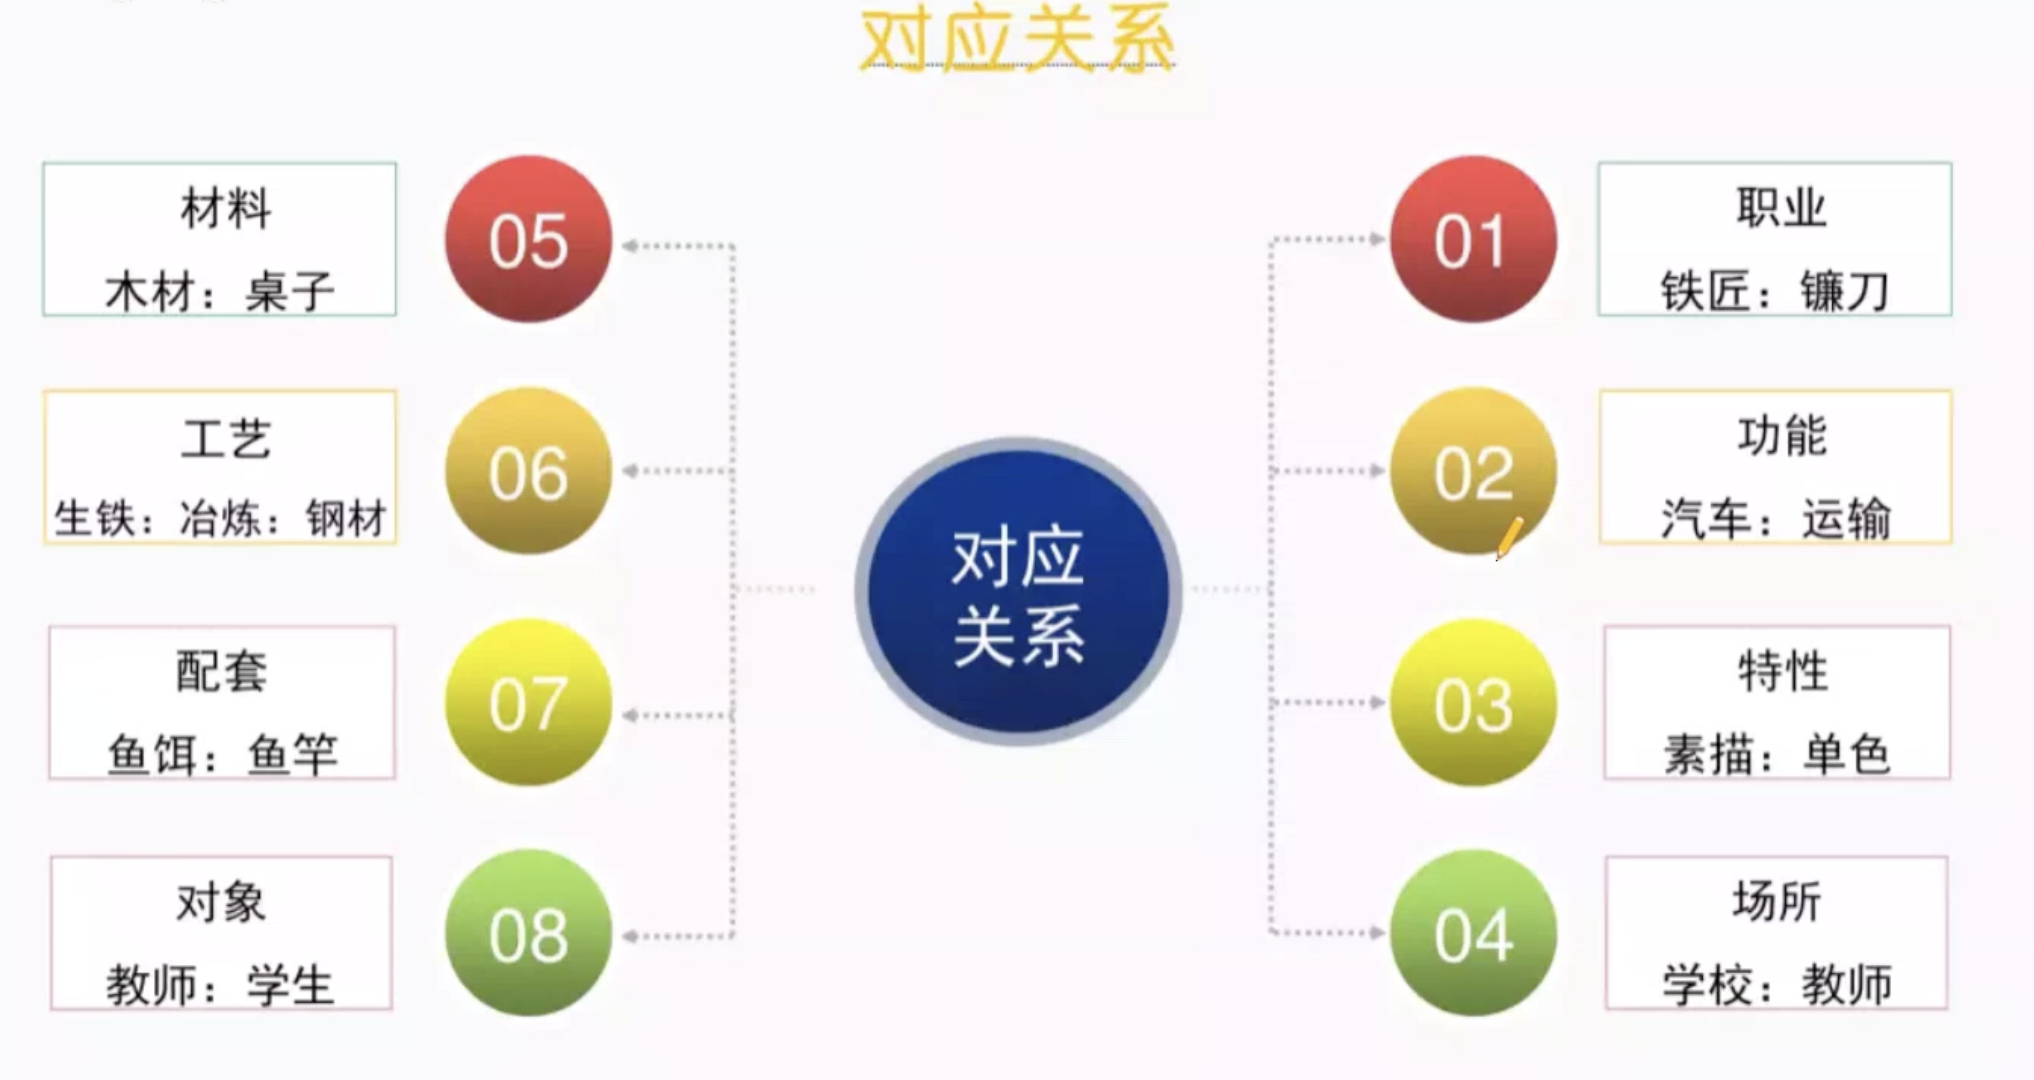 对应关系
材料
木材：桌子
05
工艺
生铁：冶炼：钢材
06
配套
鱼饵：鱼竿
07
对象
教师：学生
08
对应
关系
01
职业
铁匠：镰刀
02
功能
汽车：运输
03
特性
素描：单色
04
场所
学校：教师